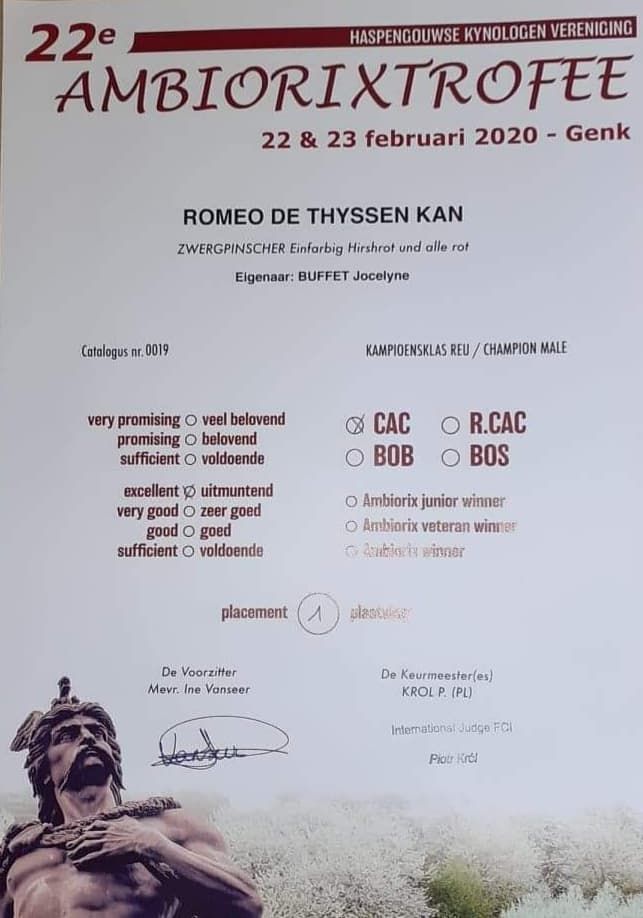 22e HASPENGOUWSE KYNOLOGEN VERENIGING
AMBIORIXTROFEE
22 & 23 februari 2020 - Genk
ROMEO DE THYSSEN KAN
ZWERGPINSCHER Einfarbig Hirshrot und alle rot
Eigenaar: BUFFET Jocelyne
Catalogus nr. 0019
KAMPIOENSKLAS REU / CHAMPION MALE
very promising veel belovend
promising belovend
sufficient voldoende
excellent uitmuntend
very good zeer goed
good goed
sufficient voldoende
CAC R.CAC
BOB BOS
Ambiorix junior winner
Ambiorix veteran winner
Ambiorix winner
placement 1 plaatsing
De Voorzitter
Mevr. Ine Vanseer
De Keurmeester(es)
KROL P. (PL)
International Judge FCI
Piotr Król